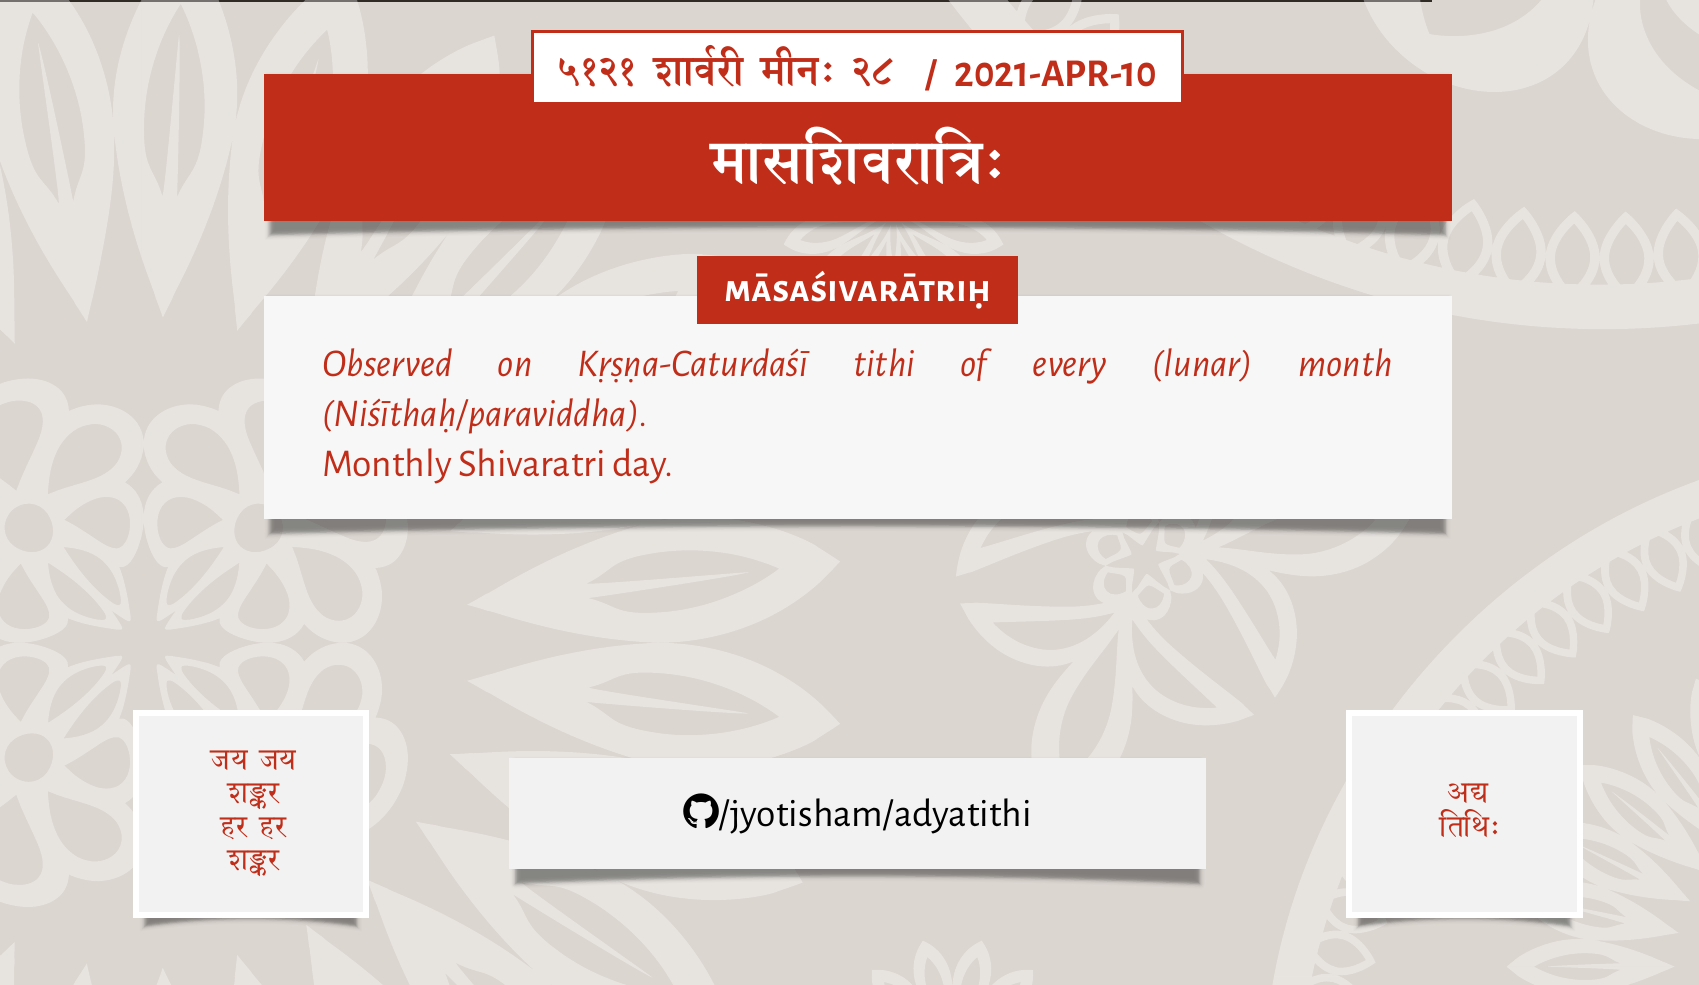 ५१२१ शार्वरी मीनः २८ / 2021-APR-10
मासशिवरात्रिः
MĀSAŚIVARĀTRIḤ
Observed on Kṛṣṇa-Caturdaśī tithi of every (lunar) month
(Niśīthaḥ/paraviddha).
Monthly Shivaratri day.
जय जय
शङ्कर
हर हर
शङ्कर
/jyotisham/adyatithi
अद्य
तिथिः